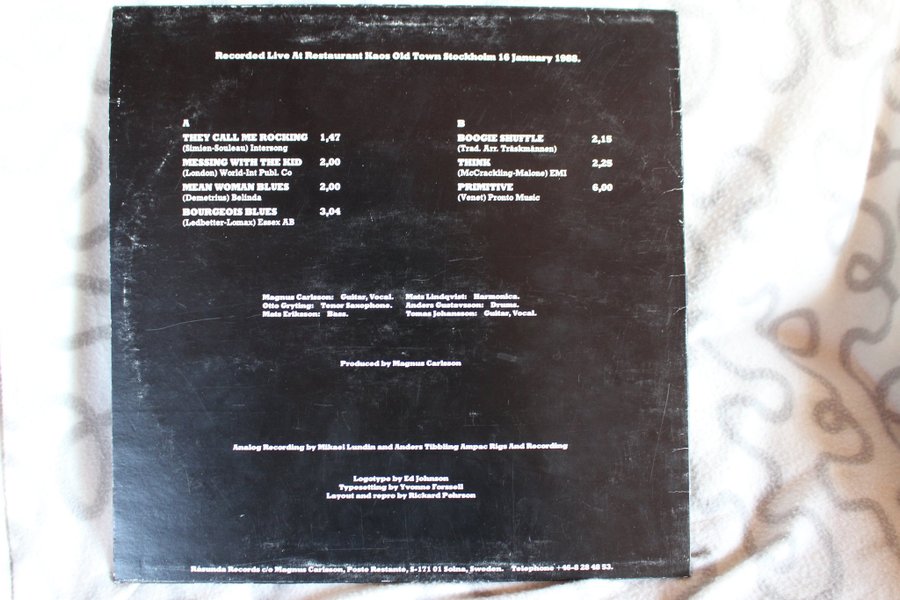 Recorded Live At Restaurant Kaos Old Town Stockholm 16 January 1988.
A
THEY CALL ME ROCKING 1,47
(Simien-Souleau) Intersong
MESSING WITH THE KID 2,00
(London) World-Int Publ. Co
MEAN WOMAN BLUES 2,00
(Demetrius) Belinda
BOURGEOIS BLUES 3,04
(Ledbetter-Lomax) Essex AB
B
BOOGIE SHUFFLE 2,15
(Trad. Arr. Träskmännen)
THINK 2,25
(McCrackling-Malone) EMI
PRIMITIVE 6,00
(Venet) Pronto Music
Magnus Carlsson: Guitar, Vocal. Mats Lindqvist: Harmonica.
Otto Gryting: Tenor Saxophone. Anders Gustavsson: Drums.
Mats Eriksson: Bass. Tomas Johansson: Guitar, Vocal.
Produced by Magnus Carlsson
Analog Recording by Mikael Lundin and Anders Tibbling Ampac Rigs And Recording
Logotype by Ed Johnson
Typesetting by Yvonne Forssell
Layout and repro by Rickard Pehrson
Råsunda Records c/o Magnus Carlsson, Poste Restante, S-171 01 Solna, Sweden. Telephone +46-8 28 48 53.